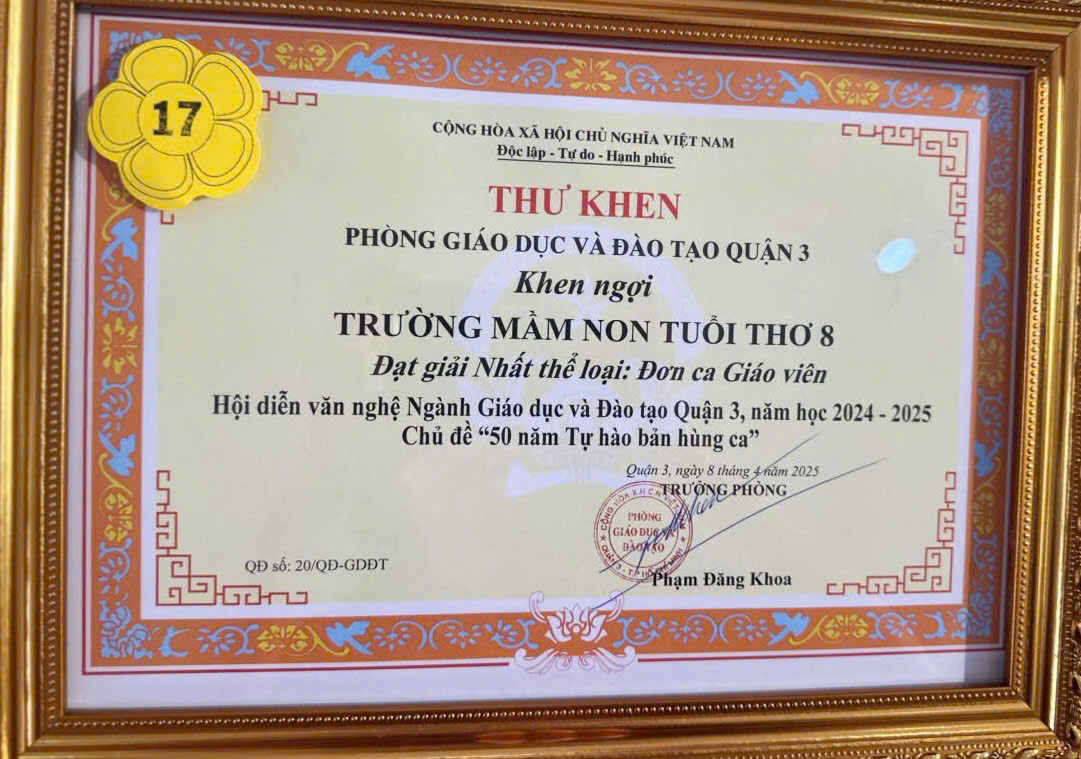 17
CỘNG HÒA XÃ HỘI CHỦ NGHĨA VIỆT NAM
Độc lập - Tự do - Hạnh phúc
THƯ KHEN
PHÒNG GIÁO DỤC VÀ ĐÀO TẠO QUẬN 3
Khen ngợi
TRƯỜNG MẦM NON TUỔI THƠ 8
Đạt giải Nhất thể loại: Đơn ca Giáo viên
Hội diễn văn nghệ Ngành Giáo dục và Đào tạo Quận 3, năm học 2024 - 2025
Chủ đề “50 năm Tự hào bản hùng ca”
Quận 3, ngày 8 tháng 4 năm 2025
TRƯỞNG PHÒNG
PHÒNG
GIÁO DỤC VÀ
ĐÀO TẠO
QĐ số: 20/QĐ-GDĐT
Phạm Đăng Khoa